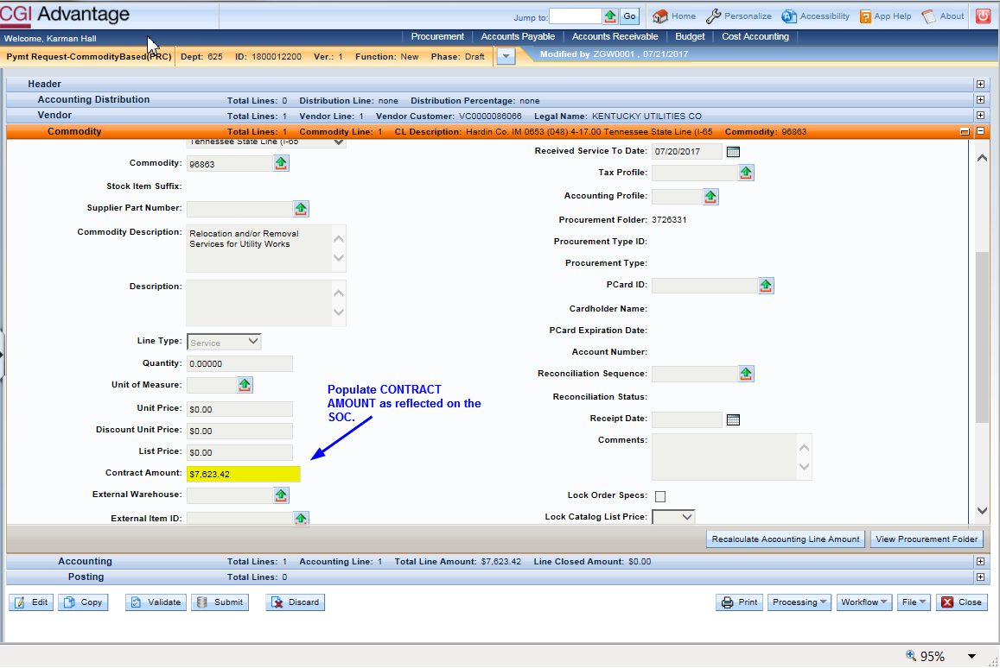 CGI Advantage
Jump to: Go Home Personalize Accessibility App Help About
Welcome, Karman Hall
Procurement Accounts Payable Accounts Receivable Budget Cost Accounting
Pymt Request-CommodityBased(PRC) Dept: 625 ID: 1800012200 Ver.: 1 Function: New Phase: Draft Modified by ZGW0001 , 07/21/2017
Header
Accounting Distribution Total Lines: 0 Distribution Line: none Distribution Percentage: none
Vendor Total Lines: 1 Vendor Line: 1 Vendor Customer: VC0000086066 Legal Name: KENTUCKY UTILITIES CO
Commodity Total Lines: 1 Commodity Line: 1 CL Description: Hardin Co. IM 0653 (048) 4-17.00 Tennessee State Line (I-65 Commodity: 96863
Tennessee State Line (I-65
Commodity: 96863
Stock Item Suffix:
Supplier Part Number:
Commodity Description: Relocation and/or Removal
Services for Utility Works
Description:
Line Type: Service
Quantity: 0.00000
Unit of Measure:
Unit Price: $0.00
Discount Unit Price: $0.00
List Price: $0.00
Contract Amount: $7,623.42
External Warehouse:
External Item ID:
Populate CONTRACT
AMOUNT as reflected on the
SOC.
Received Service To Date: 07/20/2017
Tax Profile:
Accounting Profile:
Procurement Folder: 3726331
Procurement Type ID:
Procurement Type:
PCard ID:
Cardholder Name:
PCard Expiration Date:
Account Number:
Reconciliation Sequence:
Reconciliation Status:
Receipt Date:
Comments:
Lock Order Specs:
Lock Catalog List Price:
Recalculate Accounting Line Amount View Procurement Folder
Accounting Total Lines: 1 Accounting Line: 1 Total Line Amount: $7,623.42 Line Closed Amount: $0.00
Posting Total Lines: 0
Edit Copy Validate Submit Discard Print Processing Workflow File Close
95%